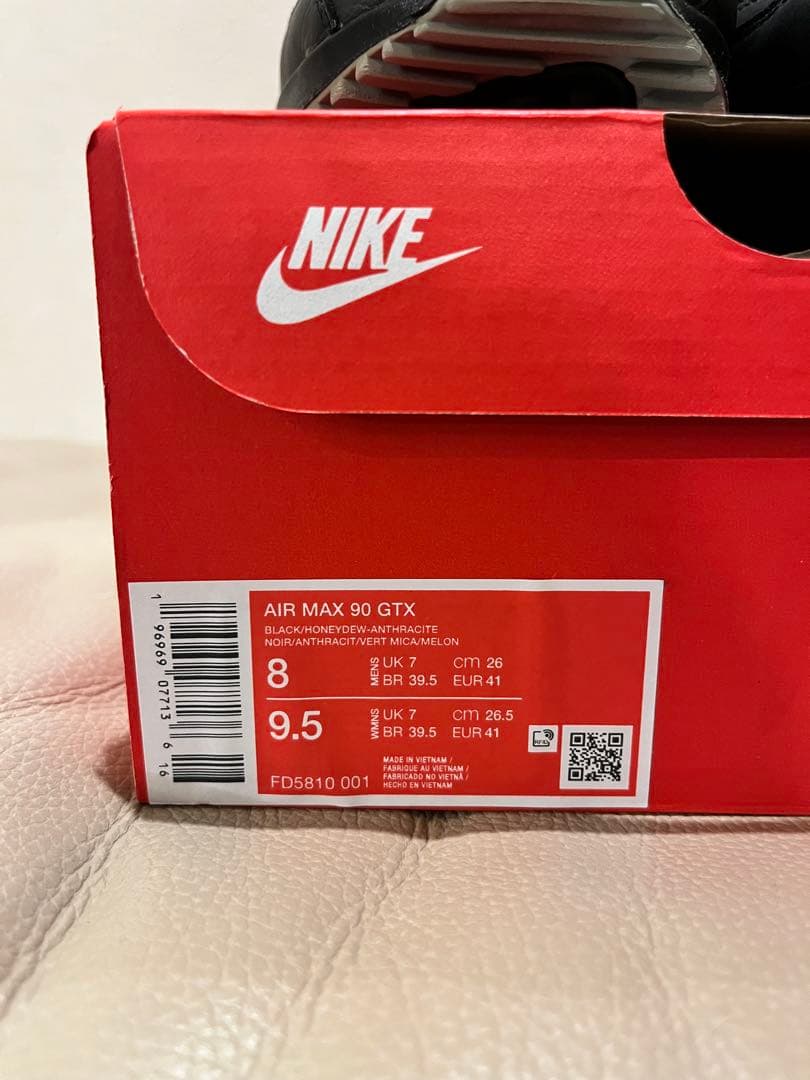 NIKE
AIR MAX 90 GTX
BLACK/HONEYDEW-ANTHRACITE
NOIR/ANTHRACIT/VERT MICA/MELON
8 MENS UK 7 cm 26
BR 39.5 EUR 41
9.5 WMNS UK 7 cm 26.5
BR 39.5 EUR 41
FD5810 001
MADE IN VIETNAM /
FABRIQUE AU VIETNAM /
FABRICADO NO VIETNÃ /
HECHO EN VIETNAM
RFID
1 96969 07713 6 16